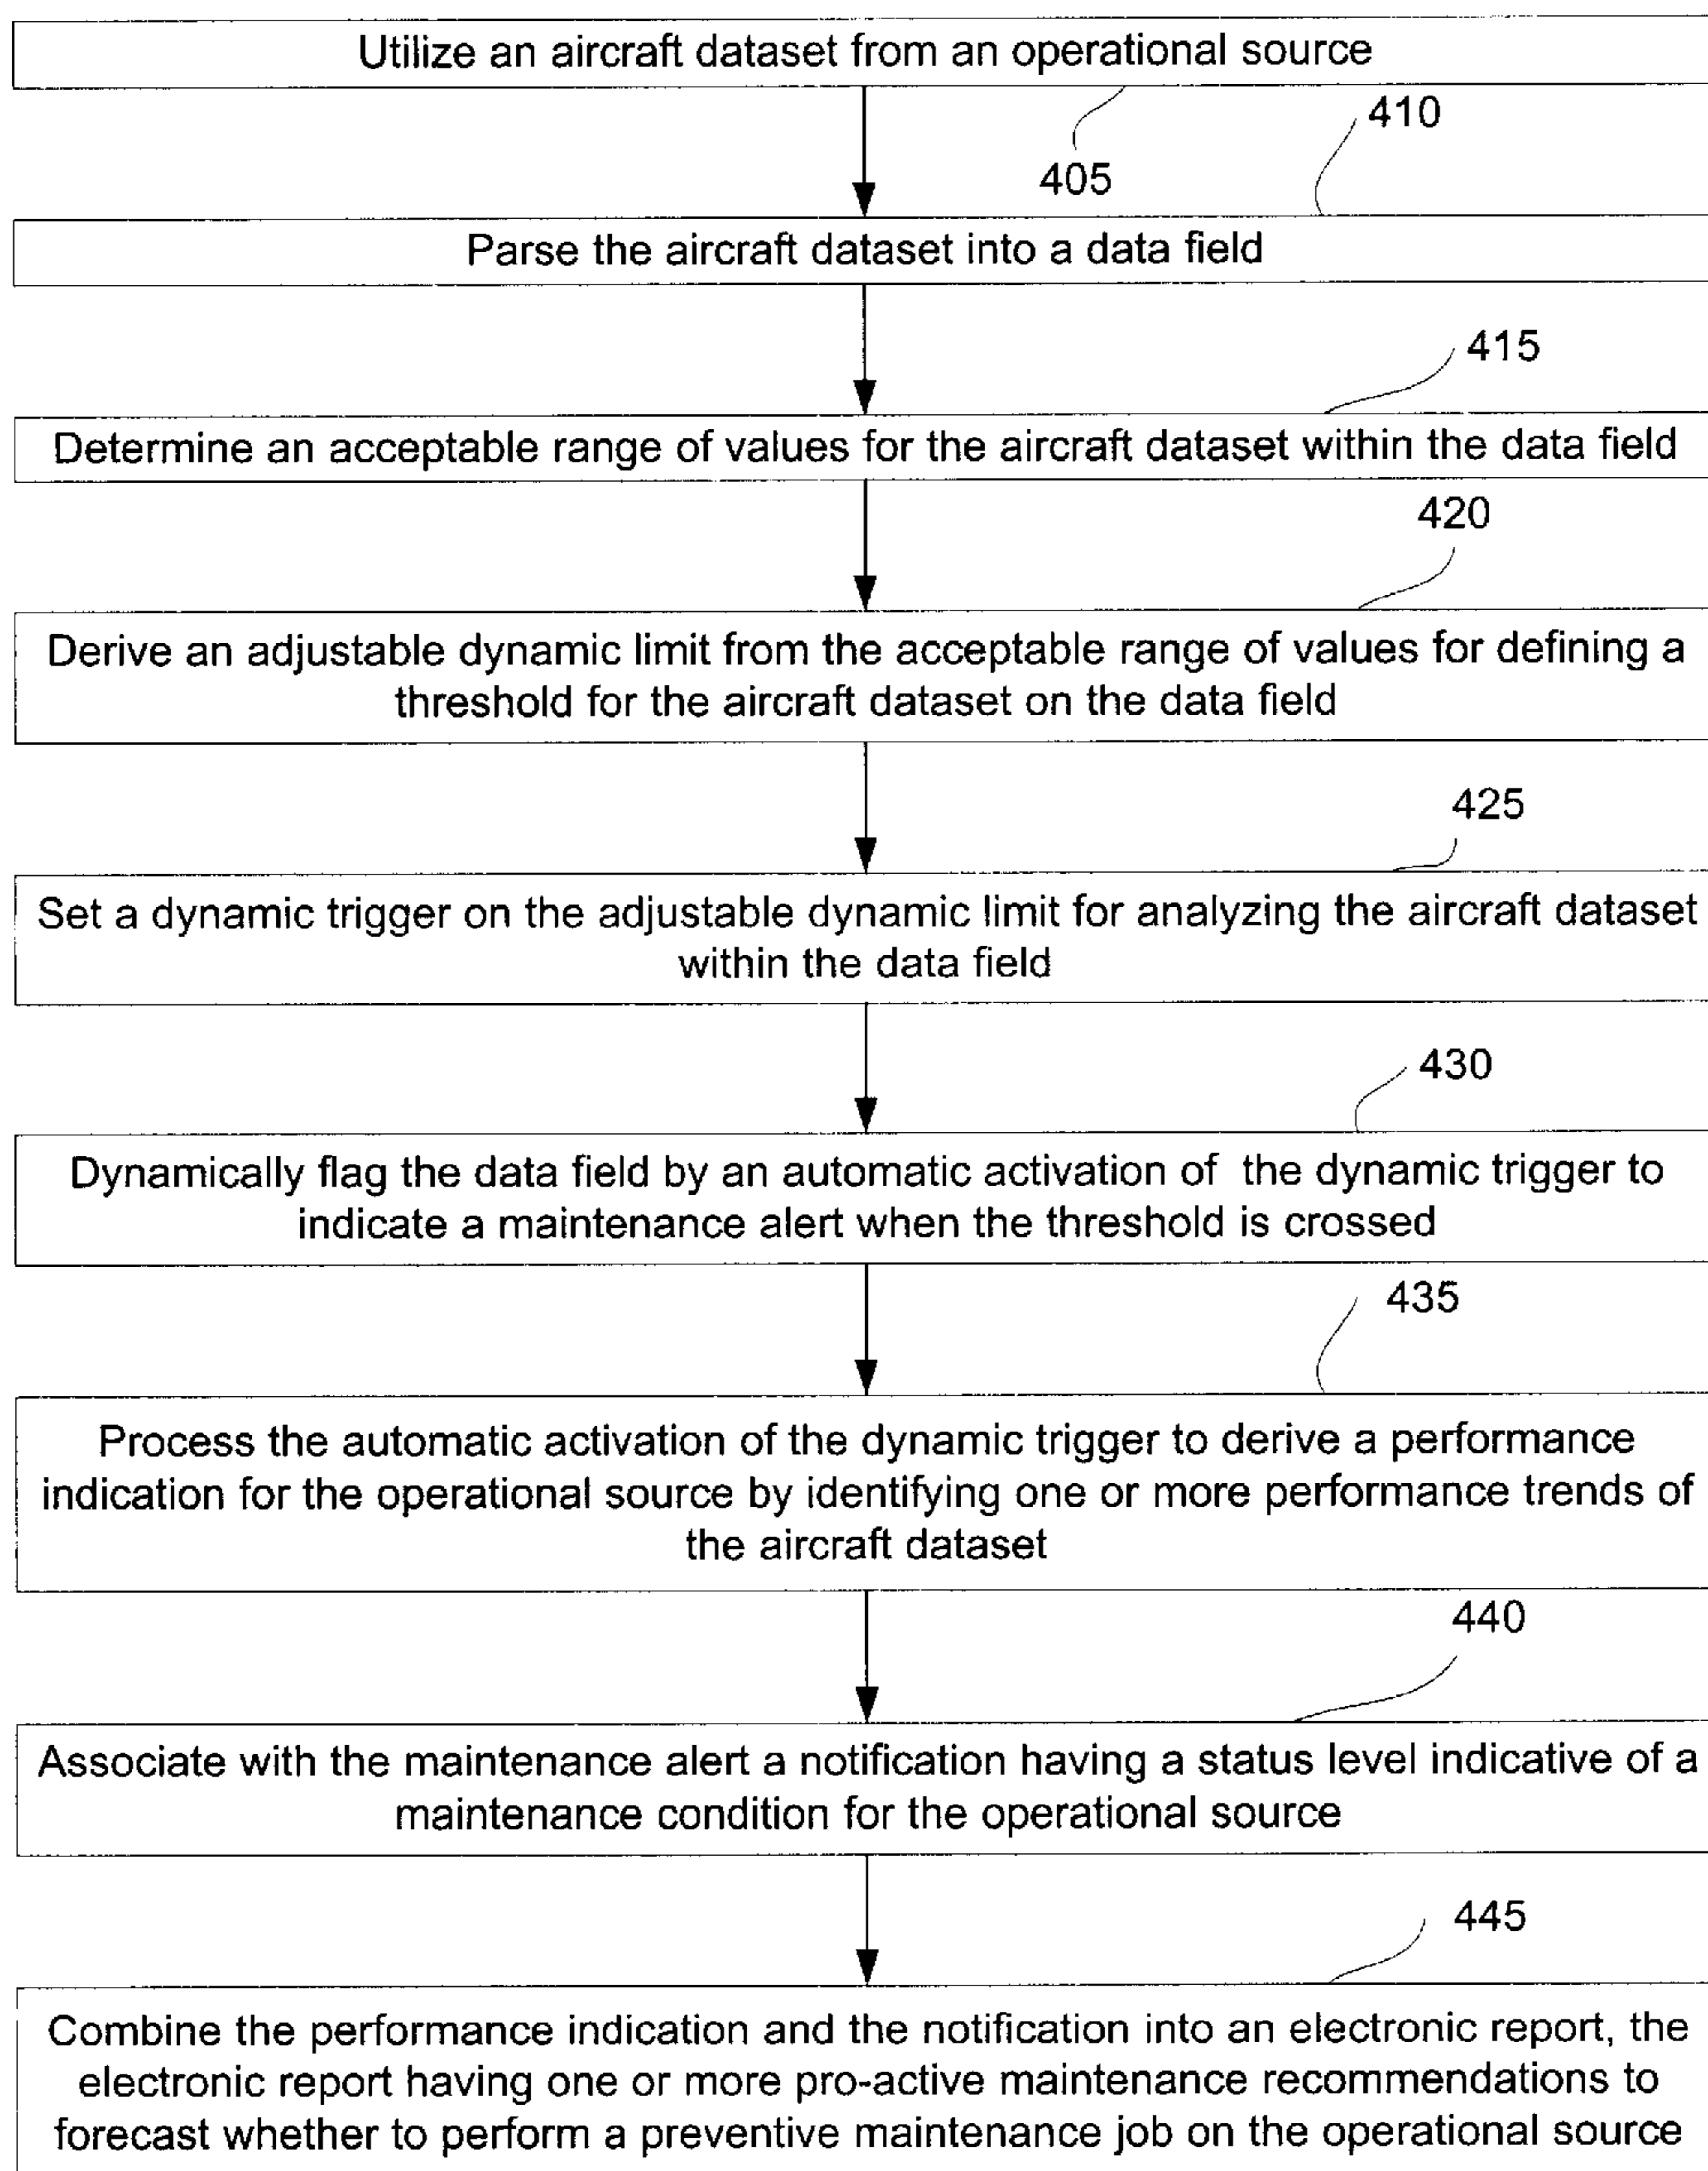 Utilize an aircraft dataset from an operational source
405
410
Parse the aircraft dataset into a data field
415
Determine an acceptable range of values for the aircraft dataset within the data field
420
Derive an adjustable dynamic limit from the acceptable range of values for defining a
threshold for the aircraft dataset on the data field
425
Set a dynamic trigger on the adjustable dynamic limit for analyzing the aircraft dataset
within the data field
430
Dynamically flag the data field by an automatic activation of the dynamic trigger to
indicate a maintenance alert when the threshold is crossed
435
Process the automatic activation of the dynamic trigger to derive a performance
indication for the operational source by identifying one or more performance trends of
the aircraft dataset
440
Associate with the maintenance alert a notification having a status level indicative of a
maintenance condition for the operational source
445
Combine the performance indication and the notification into an electronic report, the
electronic report having one or more pro-active maintenance recommendations to
forecast whether to perform a preventive maintenance job on the operational source